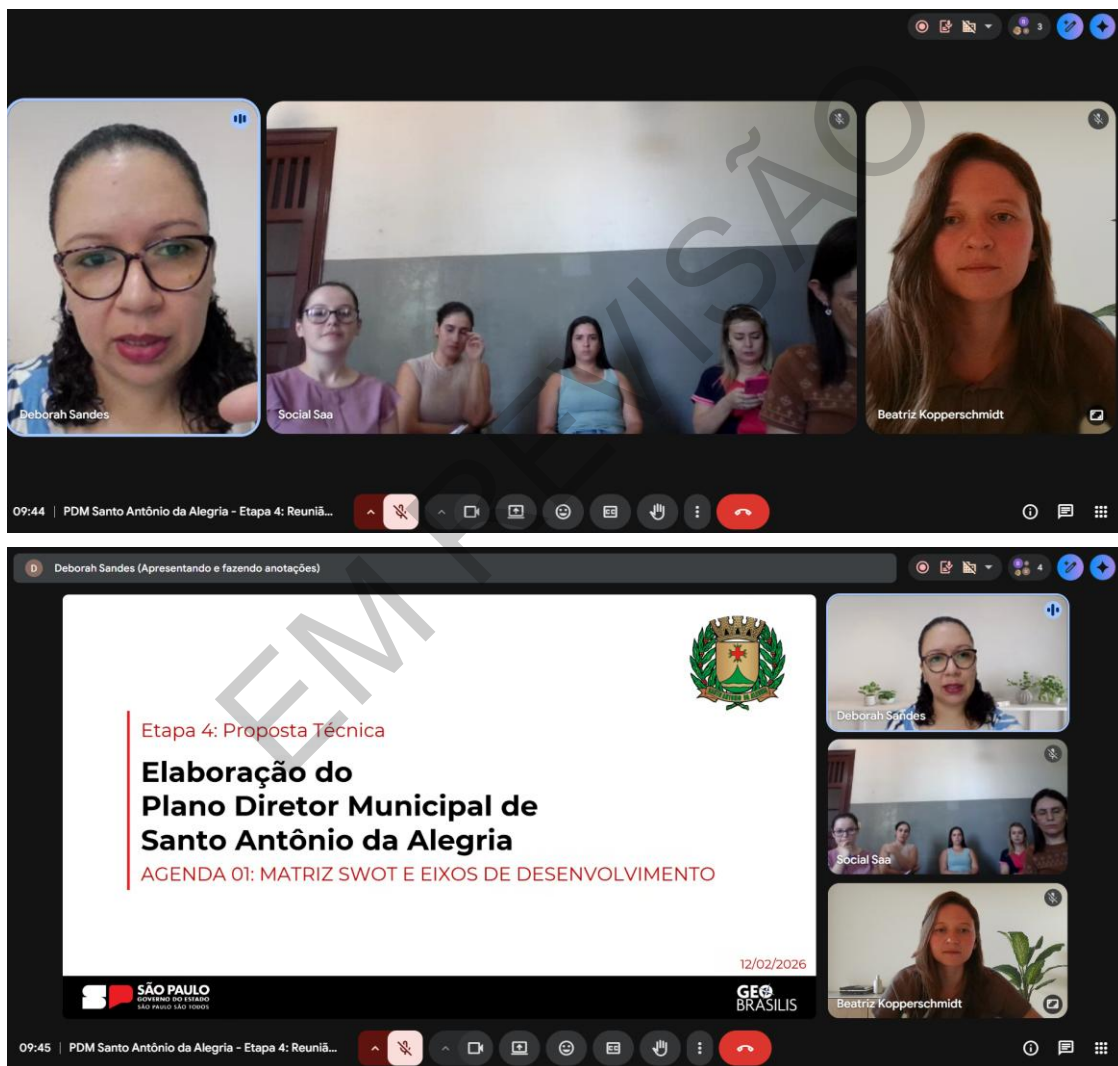 3
Deborah Sandes
Social Saa
Beatriz Kopperschmidt
09:44 | PDM Santo Antônio da Alegria - Etapa 4: Reuniã...
EM REVISÃO
D Deborah Sandes (Apresentando e fazendo anotações)
4
Etapa 4: Proposta Técnica
Elaboração do
Plano Diretor Municipal de
Santo Antônio da Alegria
AGENDA 01: MATRIZ SWOT E EIXOS DE DESENVOLVIMENTO
12/02/2026
SÃO PAULO
GOVERNO DO ESTADO
SÃO PAULO SÃO TODOS
GEO
BRASILIS
Deborah Sandes
Social Saa
Beatriz Kopperschmidt
09:45 | PDM Santo Antônio da Alegria - Etapa 4: Reuniã...